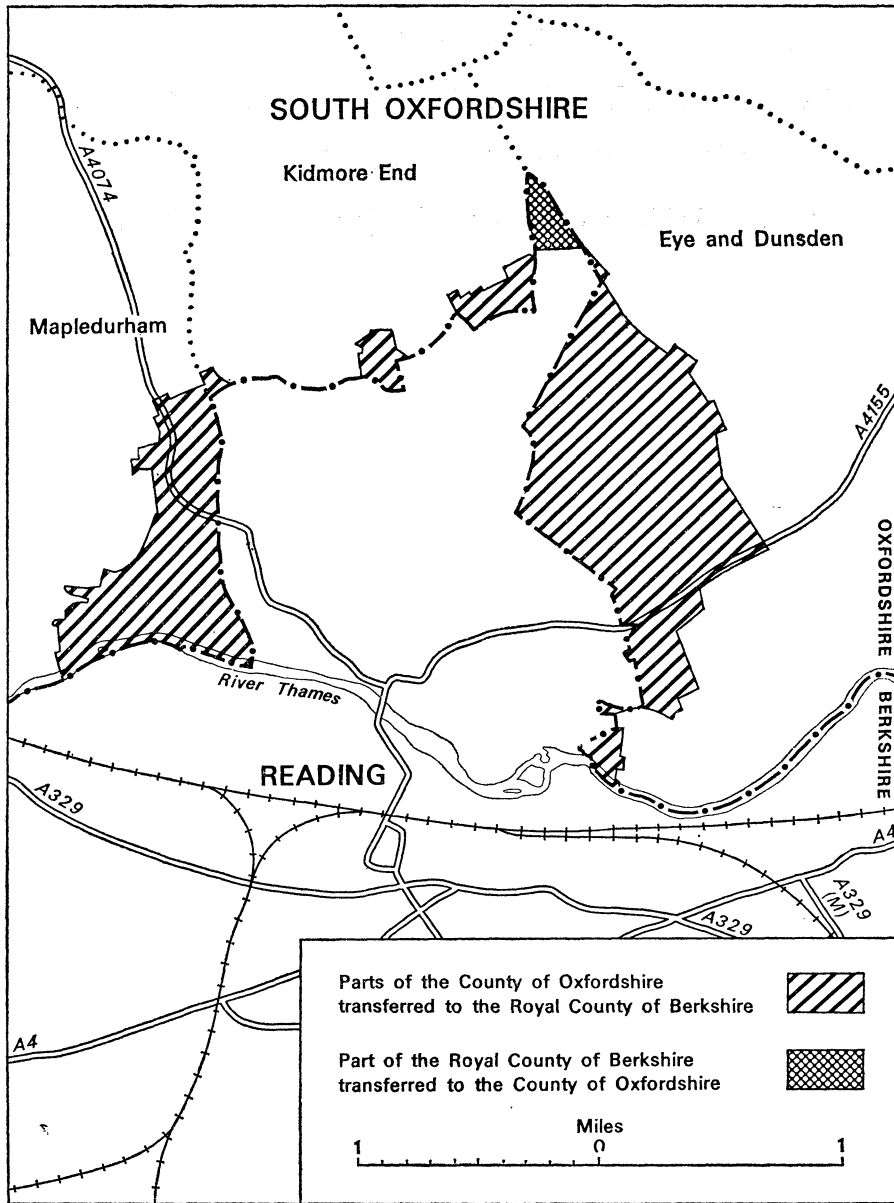 SOUTH OXFORDSHIRE
A4074
Kidmore End
Eye and Dunsden
Mapledurham
A4155
OXFORDSHIRE
BERKSHIRE
River Thames
READING
A329
A4
A329
(M)
A329
A4
Parts of the County of Oxfordshire
transferred to the Royal County of Berkshire
Part of the Royal County of Berkshire
transferred to the County of Oxfordshire
Miles
1 0 1